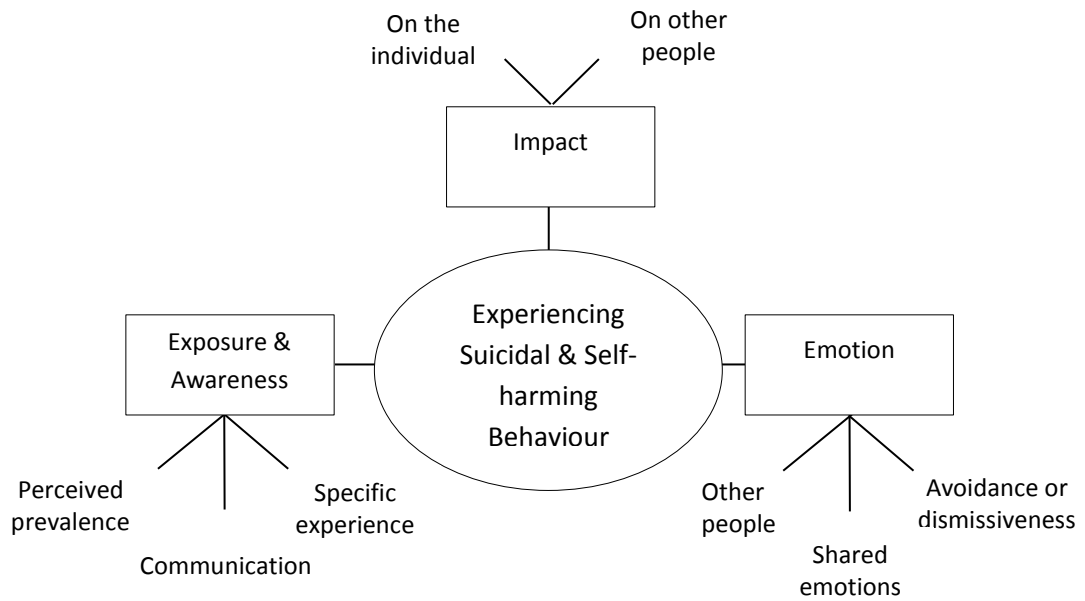 On the
individual
On other
people
Impact
Exposure &
Awareness
Experiencing
Suicidal & Self-
harming
Behaviour
Emotion
Perceived
prevalence
Communication
Specific
experience
Other
people
Shared
emotions
Avoidance or
dismissiveness